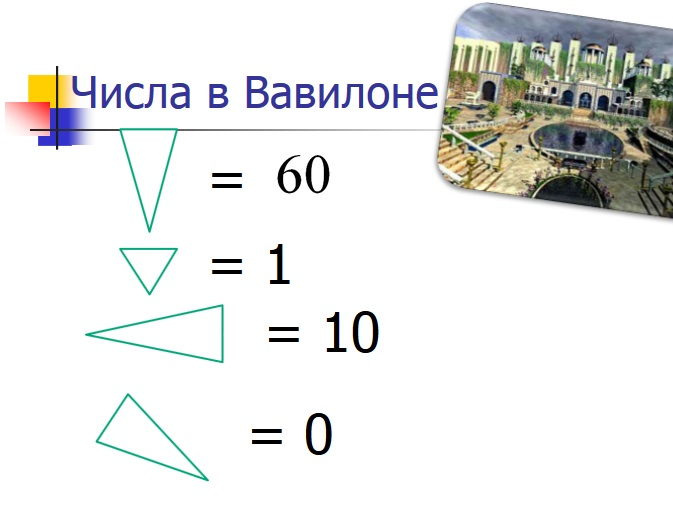 Числа в Вавилоне
= 60
= 1
= 10
= 0